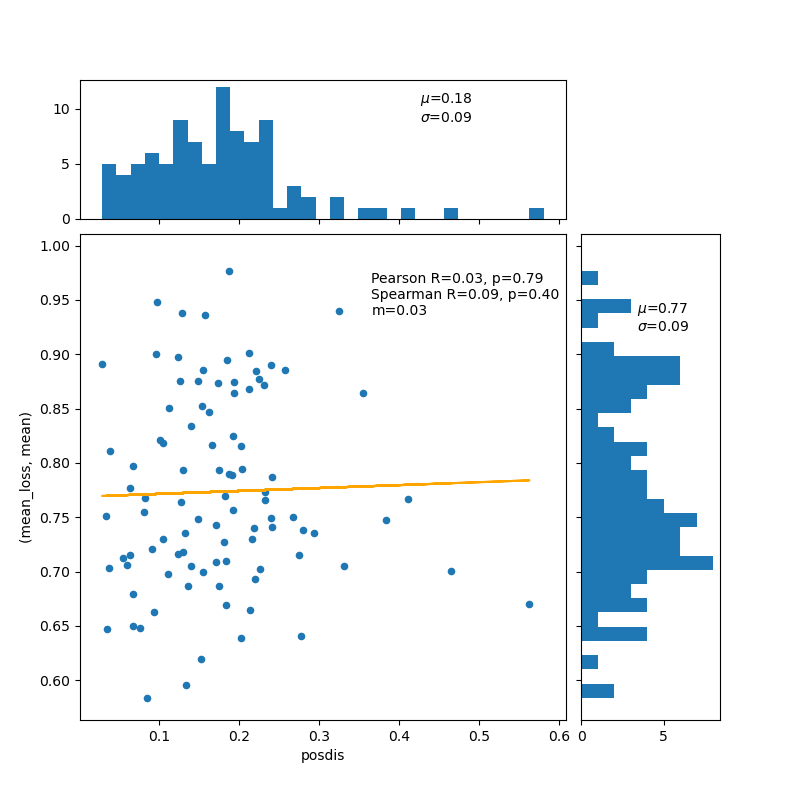 10
5
0
μ=0.18
σ=0.09
1.00
0.95
0.90
0.85
0.80
0.75
0.70
0.65
0.60
(mean_loss, mean)
Pearson R=0.03, p=0.79
Spearman R=0.09, p=0.40
m=0.03
μ=0.77
σ=0.09
0.1 0.2 0.3 0.4 0.5 0.6
posdis
0 5